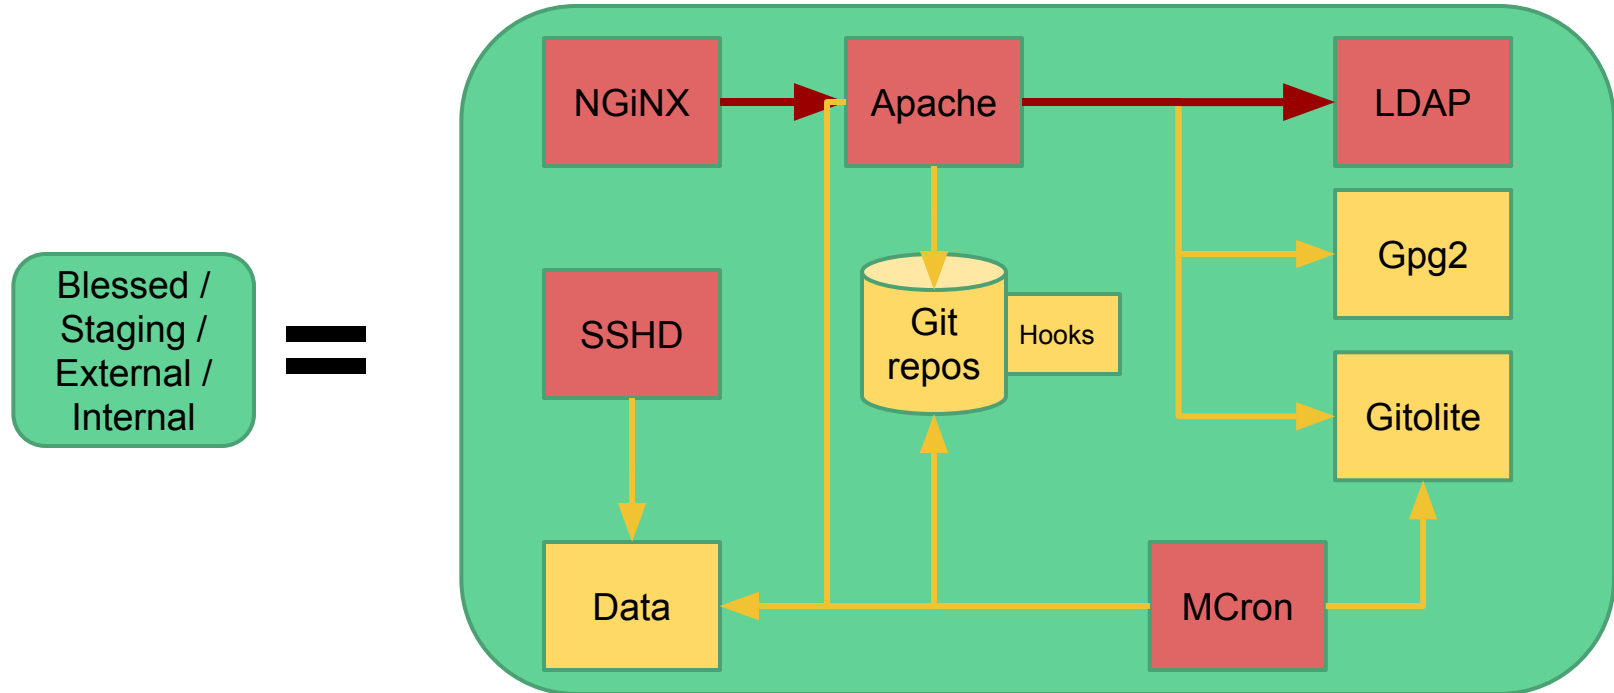 Blessed /
Staging /
External /
Internal
NGiNX
Apache
LDAP
Gpg2
SSHD
Git
repos
Hooks
Gitolite
Data
MCron